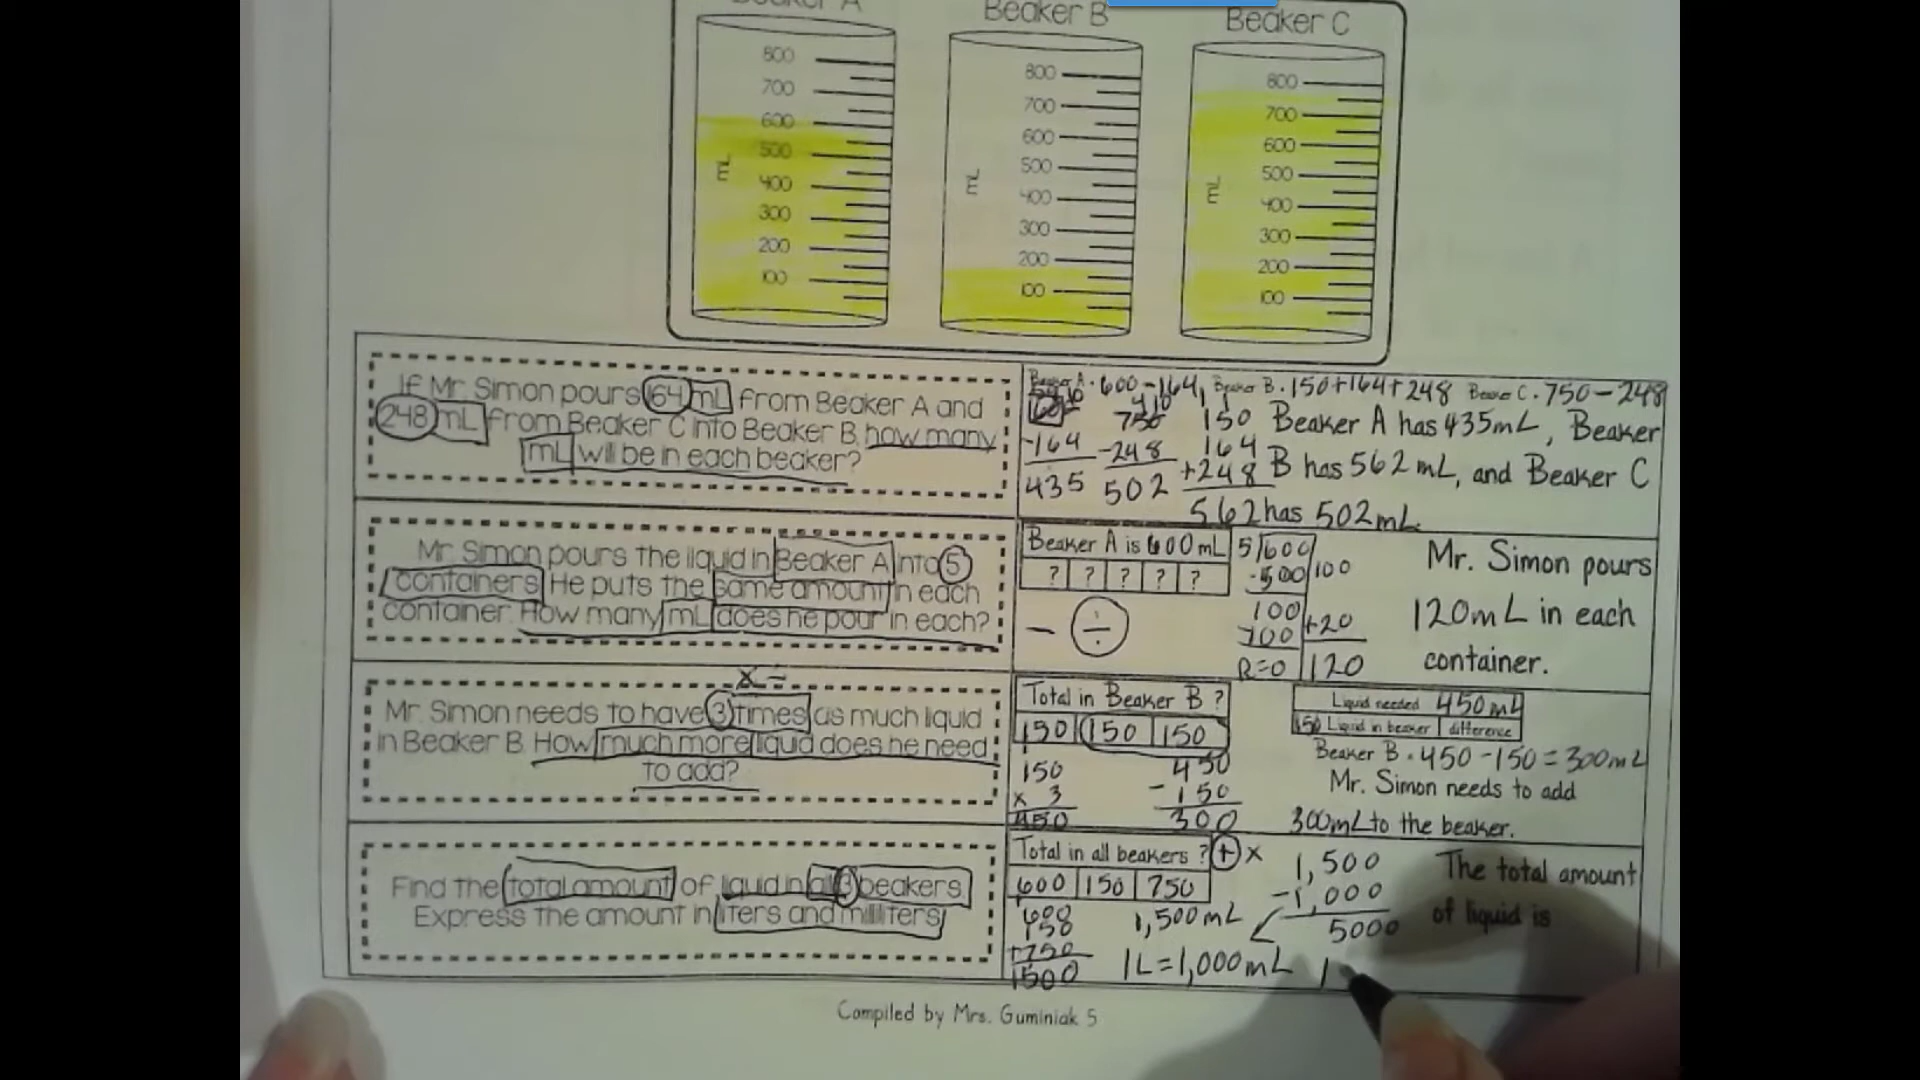 Beaker A
Beaker B
Beaker C
800
700
600
500
400
300
200
100
mL
800
700
600
500
400
300
200
100
mL
800
700
600
500
400
300
200
100
mL
If Mr. Simon pours 164 mL from Beaker A and
248 mL from Beaker C into Beaker B, how many
mL will be in each beaker?
Beaker A · 600-164, Beaker B · 150+164+248 Beaker C · 750-248
-164
435
750
-248
502
150
164
+248
562
Beaker A has 435mL, Beaker
B has 562 mL, and Beaker C
has 502mL.
Mr. Simon pours the liquid in Beaker A into 5
containers. He puts the same amount in each
container. How many mL does he pour in each?
Beaker A is 600 mL
? ? ? ? ?
- ÷
5 600
-500 100
100
-100 +20
R=0 120
Mr. Simon pours
120mL in each
container.
x ÷
Mr. Simon needs to have 3 times as much liquid
in Beaker B. How much more liquid does he need
to add?
Total in Beaker B ?
150 150 150
150
x 3
450
450
-150
300
Liquid needed 450mL
150 Liquid in beaker difference
Beaker B · 450-150=300mL
Mr. Simon needs to add
300mL to the beaker.
Find the total amount of liquid in all 3 beakers.
Express the amount in liters and milliliters.
Total in all beakers ? + x
600 150 750
600
150
+750
1500
1,500mL
1L=1,000mL
1,500
-1,000
5000
The total amount
of liquid is
1
Compiled by Mrs. Guminiak 5